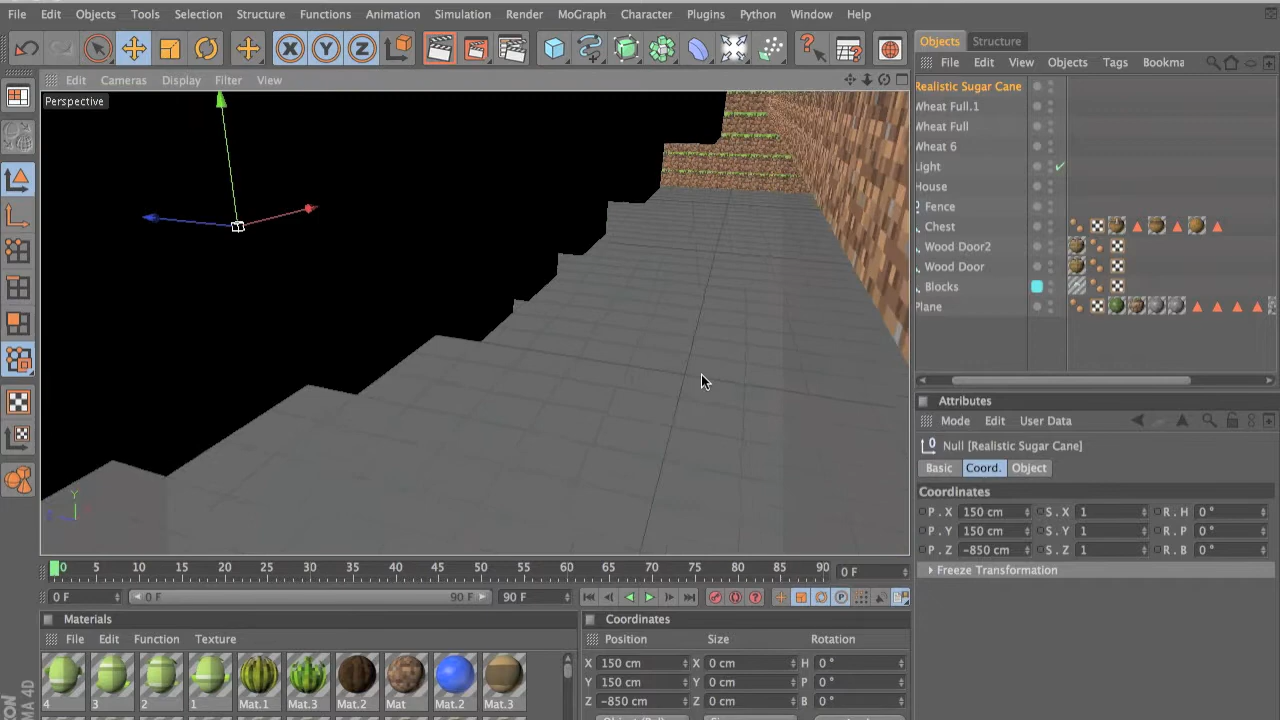 File Edit Objects Tools Selection Structure Functions Animation Simulation Render MoGraph Character Plugins Python Window Help
X Y Z
Objects Structure
File Edit View Objects Tags Bookma
Edit Cameras Display Filter View
Perspective
Realistic Sugar Cane
Wheat Full.1
Wheat Full
Wheat 6
Light
House
Fence
Chest
Wood Door2
Wood Door
Blocks
Plane
Attributes
Mode Edit User Data
Null [Realistic Sugar Cane]
Basic Coord. Object
Coordinates
P . X 150 cm S . X 1 R . H 0 °
P . Y 150 cm S . Y 1 R . P 0 °
P . Z -850 cm S . Z 1 R . B 0 °
Freeze Transformation
Y
0 5 10 15 20 25 30 35 40 45 50 55 60 65 70 75 80 85 90 0 F
0 F 0 F 90 F 90 F
Materials
File Edit Function Texture
4 3 2 1 Mat.1 Mat.3 Mat.2 Mat Mat.2 Mat.3
Coordinates
Position Size Rotation
X 150 cm X 0 cm H 0 °
Y 150 cm Y 0 cm P 0 °
Z -850 cm Z 0 cm B 0 °